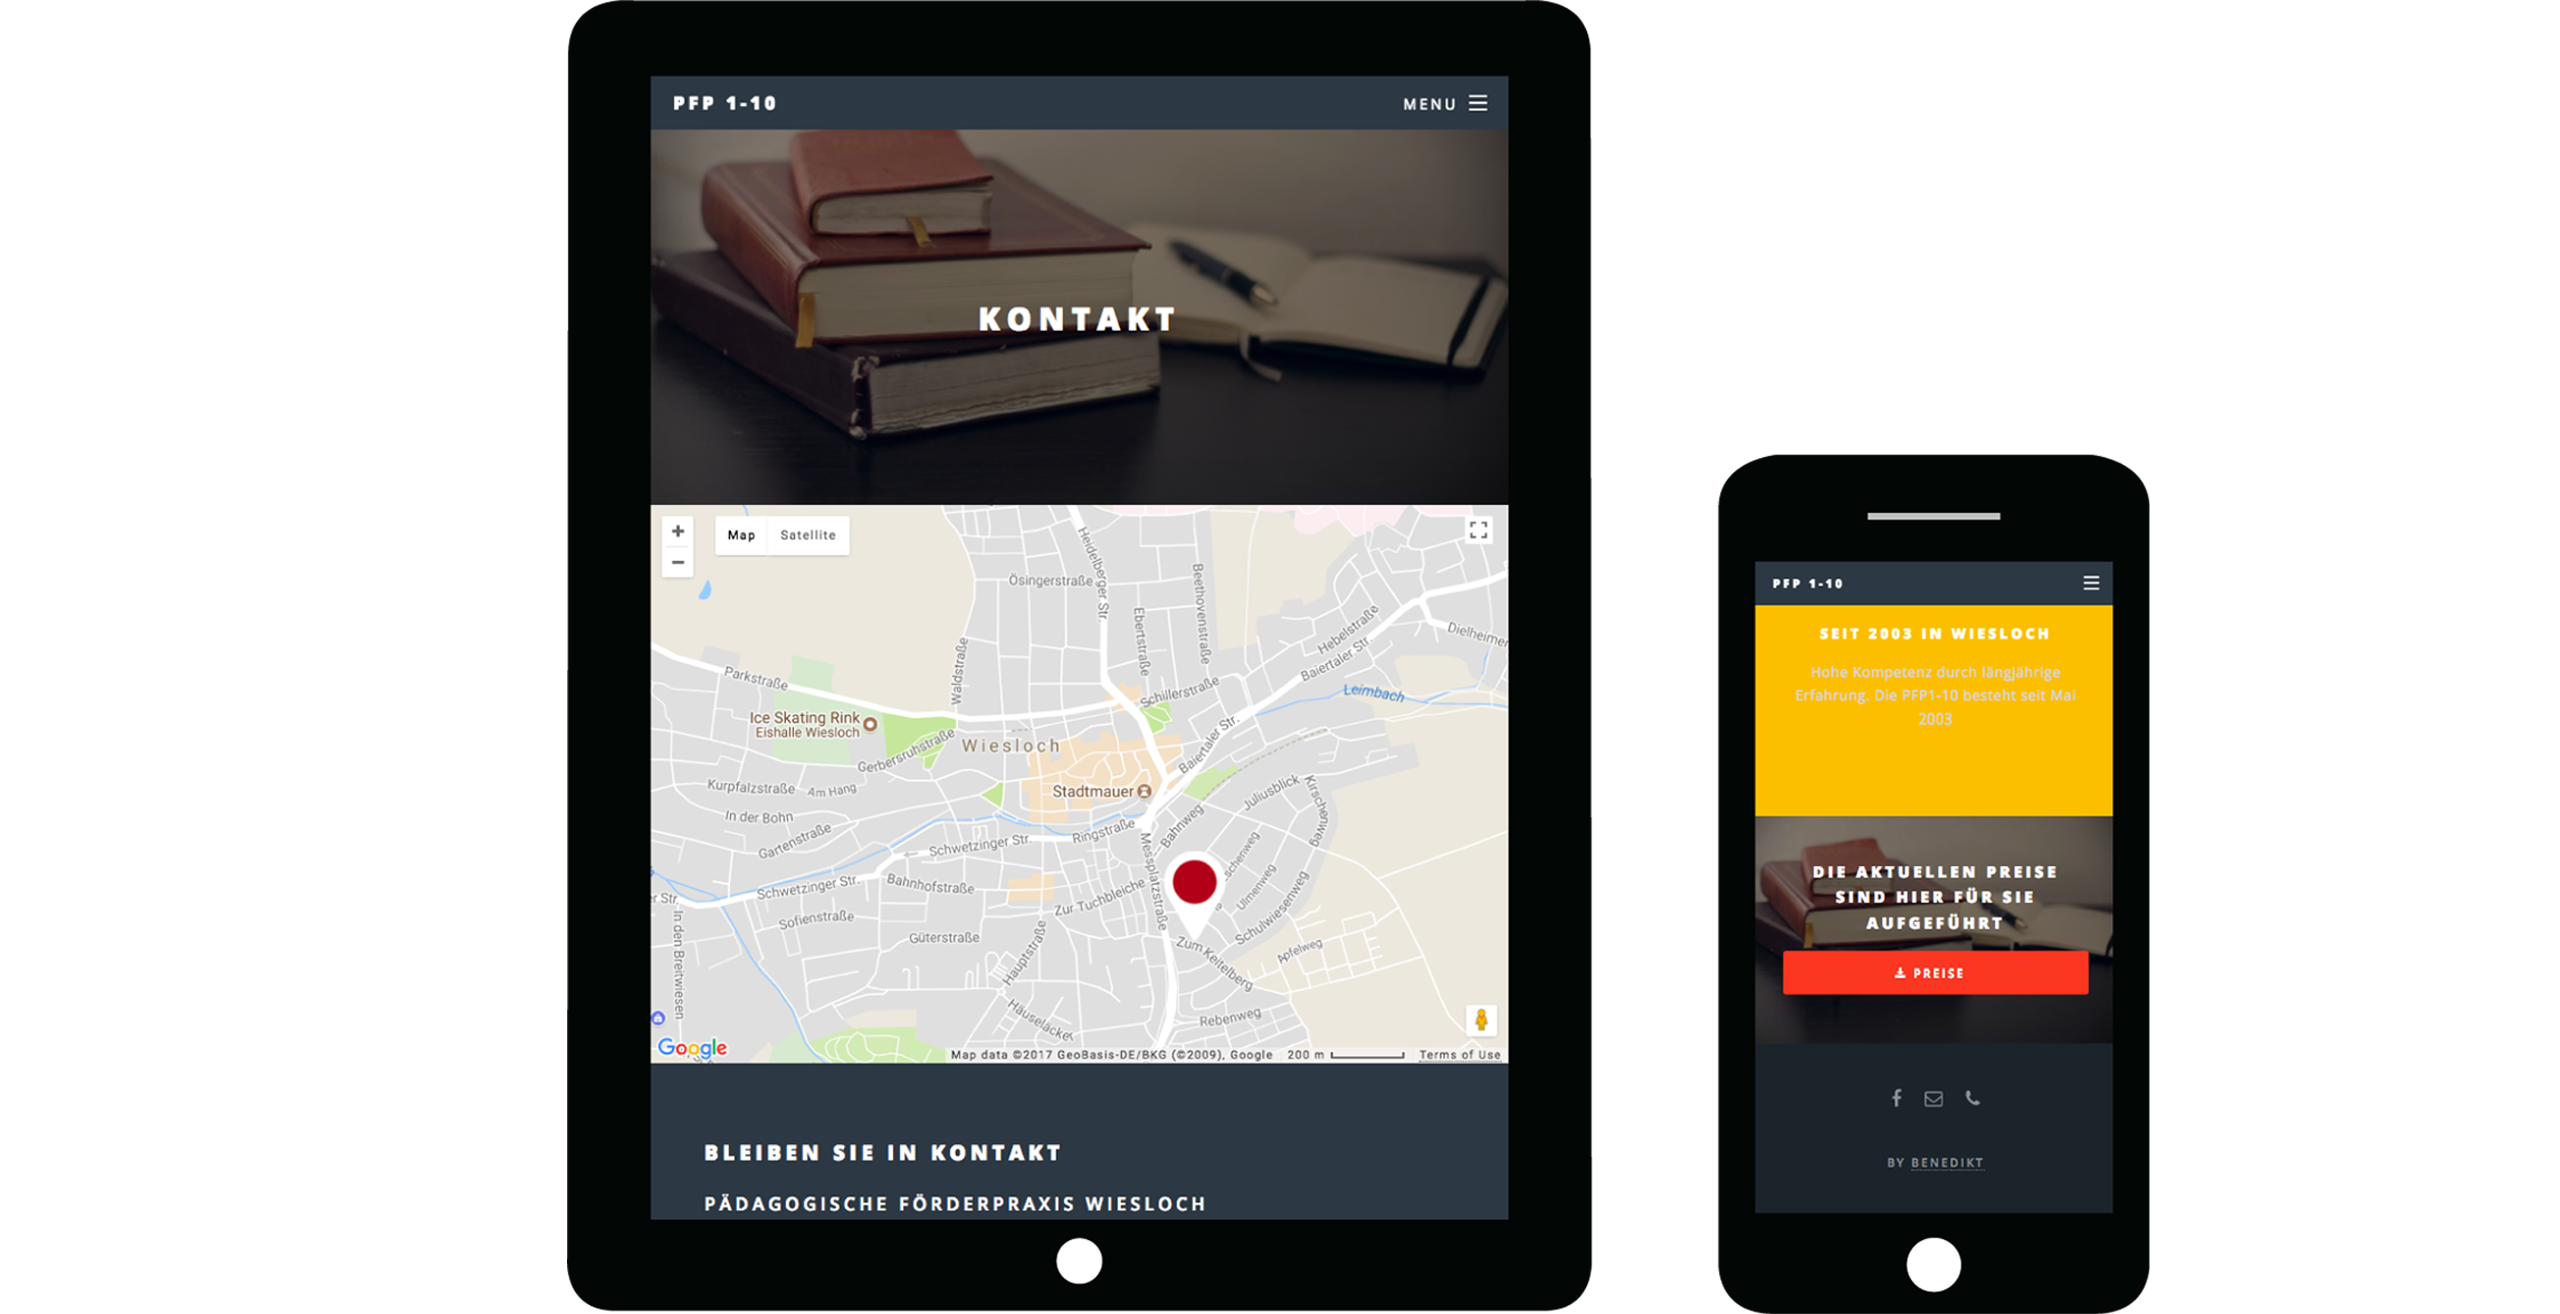 PFP 1-10
MENU
KONTAKT
+
Map Satellite
−
Heidelberger Str.
Ösingerstraße
Beethovenstraße
Ebertstraße
Hebelstraße
Dielheimer
Baiertaler Str.
Waldstraße
Parkstraße
Schillerstraße
Leimbach
Ice Skating Rink
Eishalle Wiesloch
Baiertaler Str.
Gerbersruhstraße
Wiesloch
Kurpfalzstraße
Am Hang
Stadtmauer
Juliusblick
Kirschenweg
In der Bohn
Gartenstraße
Ringstraße
Bahnweg
Schwetzinger Str.
Messplatzstraße
Schwetzinger Str.
Bahnhofstraße
Zur Tuchbleiche
Ulmenweg
Schulwiesenweg
r Str.
Sofienstraße
In den Breitwiesen
Güterstraße
Hauptstraße
Zum Keitelberg
Apfelweg
Häuseläcker
Rebenweg
Google
Map data ©2017 GeoBasis-DE/BKG (©2009), Google 200 m Terms of Use
BLEIBEN SIE IN KONTAKT
PÄDAGOGISCHE FÖRDERPRAXIS WIESLOCH
PFP 1-10
SEIT 2003 IN WIESLOCH
Hohe Kompetenz durch längjährige
Erfahrung. Die PFP1-10 besteht seit Mai
2003
DIE AKTUELLEN PREISE
SIND HIER FÜR SIE
AUFGEFÜHRT
PREISE
BY BENEDIKT